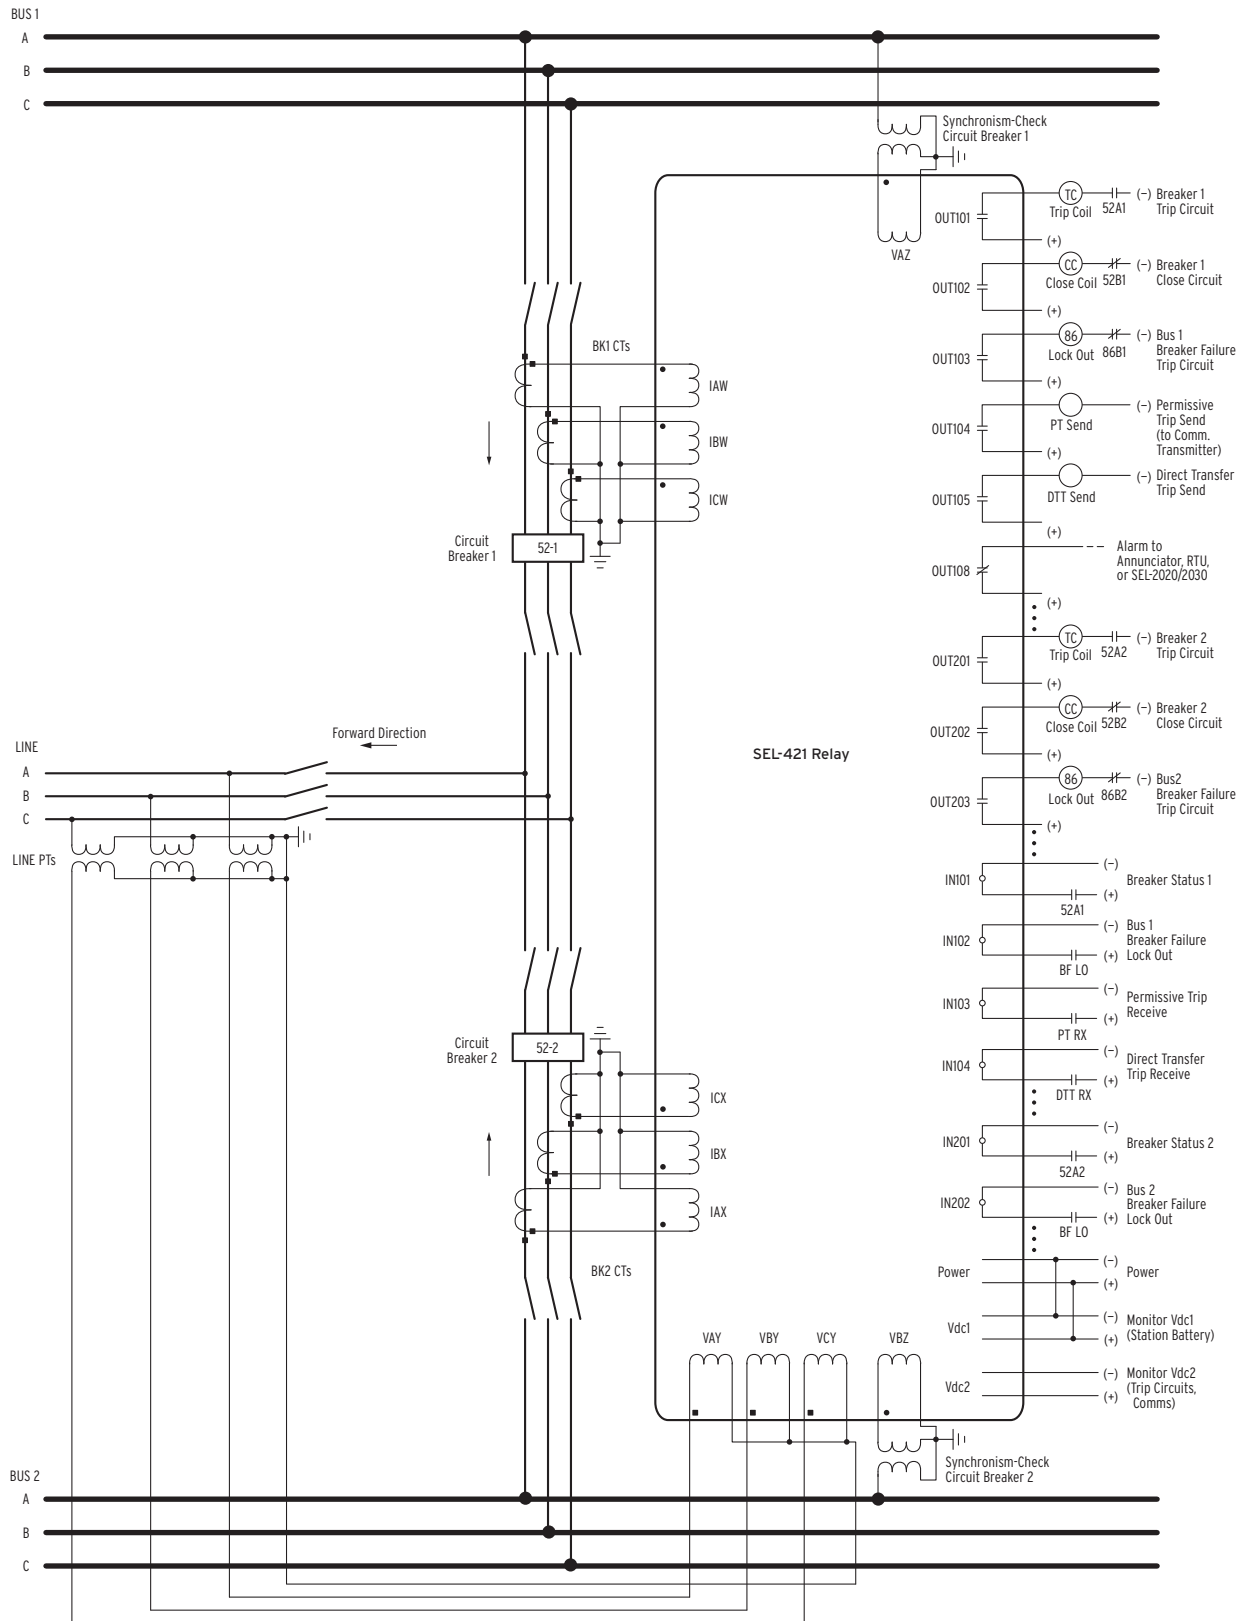 BUS 1
A
B
C
Synchronism-Check
Circuit Breaker 1
VAZ
OUT101
TC
Trip Coil
52A1
(–) Breaker 1
Trip Circuit
(+)
OUT102
CC
Close Coil
52B1
(–) Breaker 1
Close Circuit
(+)
OUT103
86
Lock Out
86B1
(–) Bus 1
Breaker Failure
Trip Circuit
(+)
OUT104
PT Send
(–) Permissive
Trip Send
(to Comm.
Transmitter)
(+)
OUT105
DTT Send
(–) Direct Transfer
Trip Send
(+)
OUT108
Alarm to
Annunciator, RTU,
or SEL-2020/2030
(+)
BK1 CTs
IAW
IBW
ICW
Circuit
Breaker 1
52-1
OUT201
TC
Trip Coil
52A2
(–) Breaker 2
Trip Circuit
(+)
OUT202
CC
Close Coil
52B2
(–) Breaker 2
Close Circuit
(+)
OUT203
86
Lock Out
86B2
(–) Bus2
Breaker Failure
Trip Circuit
(+)
SEL-421 Relay
Forward Direction
LINE
A
B
C
LINE PTs
IN101
(–)
Breaker Status 1
(+)
52A1
IN102
(–) Bus 1
Breaker Failure
(+) Lock Out
BF LO
IN103
(–)
Permissive Trip
Receive
(+)
PT RX
IN104
(–)
Direct Transfer
Trip Receive
(+)
DTT RX
IN201
(–)
Breaker Status 2
(+)
52A2
IN202
(–) Bus 2
Breaker Failure
(+) Lock Out
BF LO
Circuit
Breaker 2
52-2
ICX
IBX
IAX
BK2 CTs
Power
(–)
(+)
Power
Vdc1
(–) Monitor Vdc1
(+) (Station Battery)
Vdc2
(–) Monitor Vdc2
(Trip Circuits,
(+) Comms)
VAY
VBY
VCY
VBZ
Synchronism-Check
Circuit Breaker 2
BUS 2
A
B
C